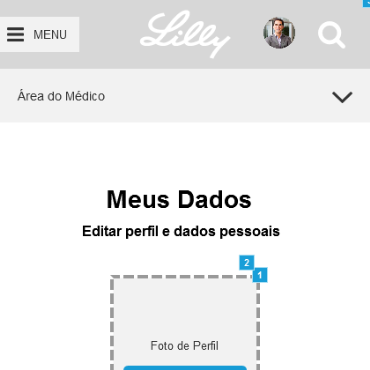 MENU
Lilly
Área do Médico
Meus Dados
Editar perfil e dados pessoais
2
1
Foto de Perfil